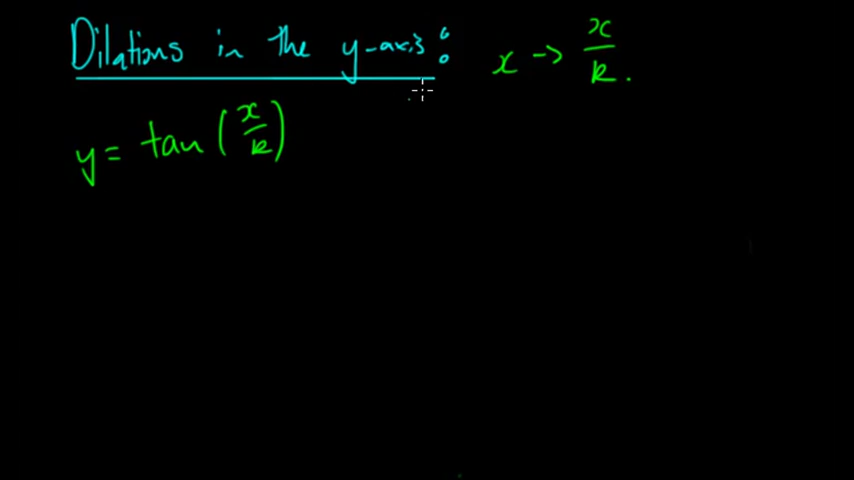 Dilations in the y-axis: x → x/k.
y = tan (x/k)